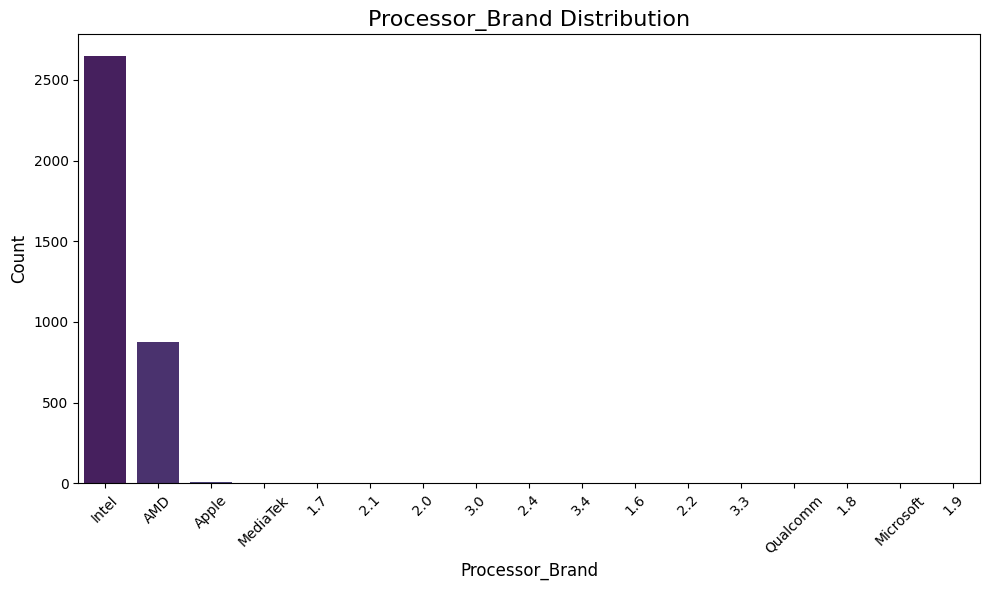 Processor_Brand Distribution
Count
2500
2000
1500
1000
500
0
Intel
AMD
Apple
MediaTek
1.7
2.1
2.0
3.0
2.4
3.4
1.6
2.2
3.3
Qualcomm
1.8
Microsoft
1.9
Processor_Brand